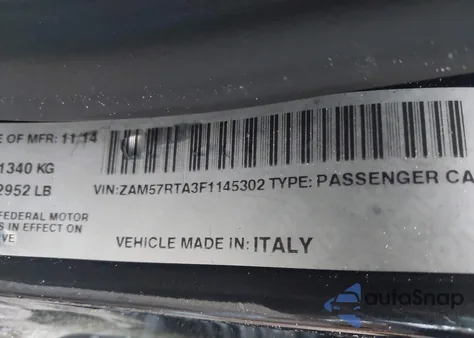 E OF MFR: 11:14
1340 KG
2952 LB
VIN:ZAM57RTA3F1145302 TYPE: PASSENGER CA
FEDERAL MOTOR
S IN EFFECT ON
VE
VEHICLE MADE IN: ITALY
autoSnap